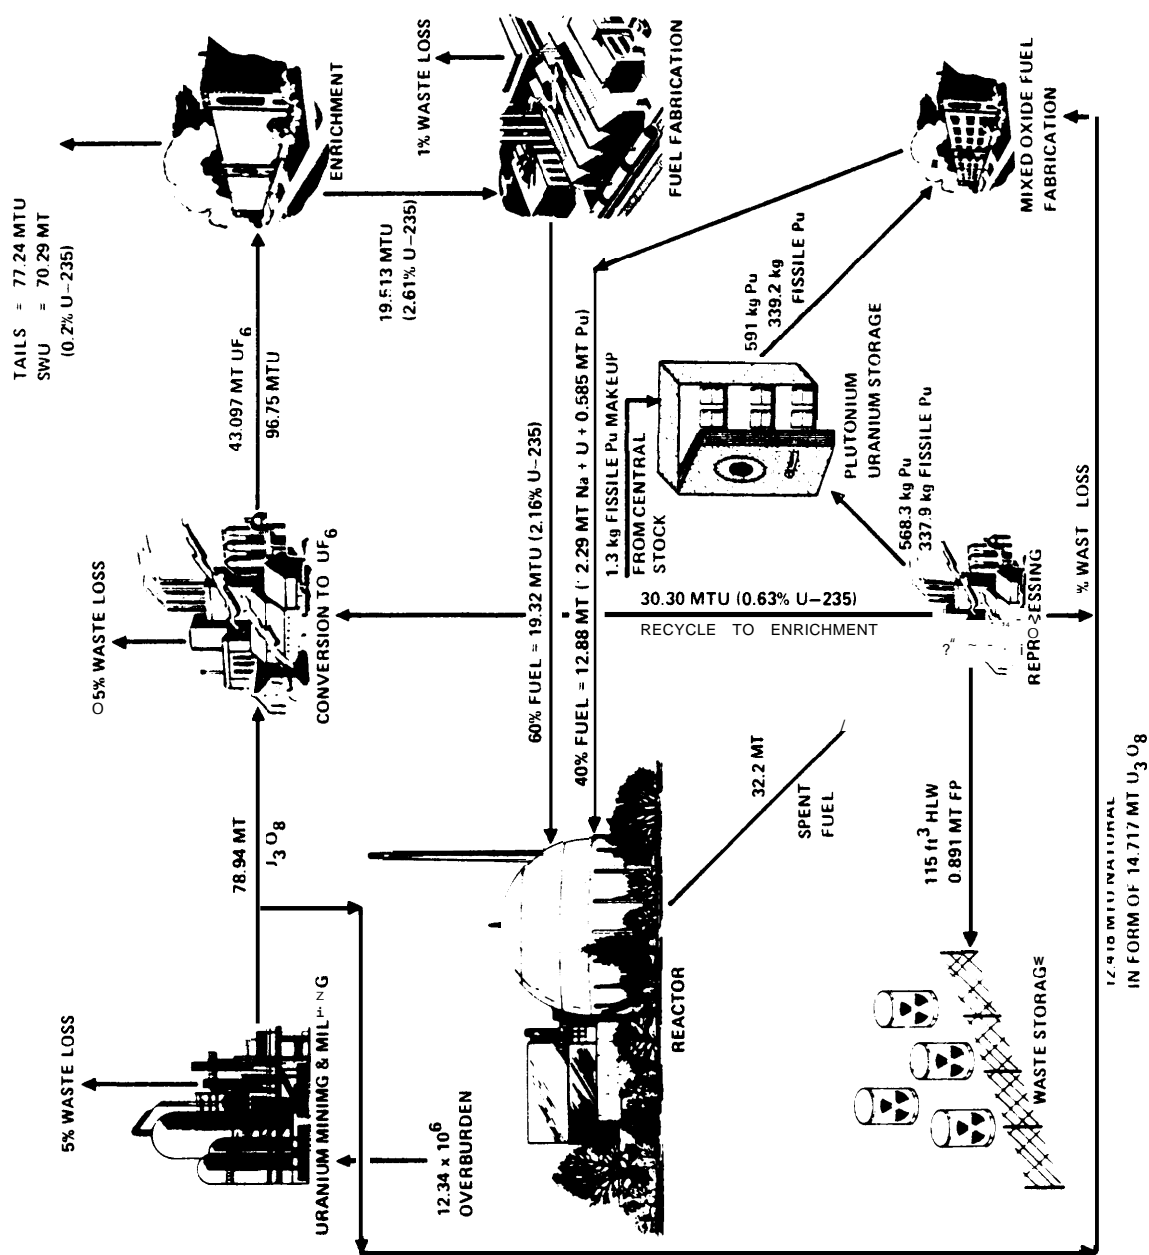 5% WASTE LOSS
URANIUM MINIMG & MIL
12.34 x 10⁶
OVERBURDEN
78.94 MT
₃O₈
O5% WASTE LOSS
CONVERSION TO UF₆
43.097 MT UF₆
96.75 MTU
TAILS = 77.24 MTU
SWU = 70.29 MT
(0.2% U-235)
ENRICHMENT
19.513 MTU
(2.61% U-235)
1% WASTE LOSS
FUEL FABRICATION
60% FUEL = 19.32 MTU (2.16% U-235)
40% FUEL = 12.88 MT ( 2.29 MT Na + U + 0.585 MT Pu)
1.3 kg FISSILE Pu MAKEUP
FROM CENTRAL
STOCK
REACTOR
32.2 MT
SPENT
FUEL
30.30 MTU (0.63% U-235)
RECYCLE TO ENRICHMENT
PLUTONIUM
URANIUM STORAGE
591 kg Pu
339.2 kg
FISSILE Pu
568.3 kg Pu
337.9 kg FISSILE Pu
MIXED OXIDE FUEL
FABRICATION
REPROCESSING
% WAST LOSS
115 ft³ HLW
0.891 MT FP
WASTE STORAGE
12.418 MTU NATURAL
IN FORM OF 14.717 MT U₃O₈